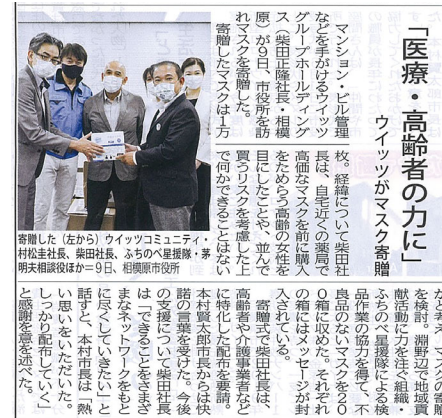 「医療・高齢者の力に」
ウイッツがマスク寄贈
マンション・ビル管理
などを手がけるウイッツ
グループホールディング
ス（柴田正隆社長・相模
原）が9日、市役所を訪
れマスクを寄贈した。
寄贈したマスクは1万
枚。経緯について柴田社
長は、自宅近くの薬局で
高価なマスクを前に購入
をためらう高齢の女性を
目にしたことや、並んで
買うリスクを考慮した上
で何かできることはない
かと考え、マスク
を検討。淵野辺で地域貢
献活動に力を注ぐ組織
ふちのべ星援隊による検
品作業の協力を得て、不
良品のないマスクを20
0箱に収めた。それぞれ
の箱にはメッセージが封
入されている。
寄贈式で柴田社長は、
高齢者や介護事業者など
に特化した配布を要請。
本村賢太郎市長からは快
諾の言葉を受けた。今後
の支援について柴田社長
は「できることをさまざ
まなネットワークをもと
に尽くしていきたい」と
話すと、本村市長は「熱
い思いをいただいた。
しっかり配布していく」
と感謝の意を述べた。
寄贈した（左から）ウイッツコミュニティ・
村松圭社長、柴田社長、ふちのべ星援隊・茅
明夫相談役ほか＝9日、相模原市役所